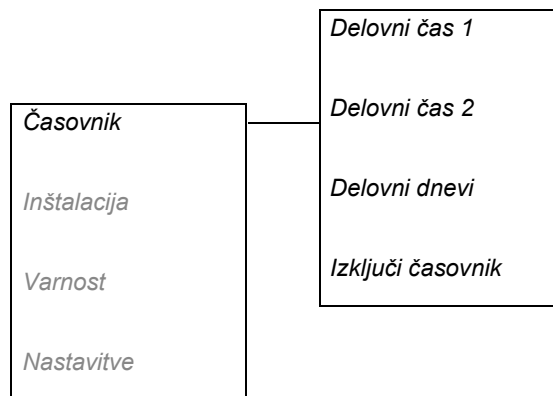 Časovnik
Inštalacija
Varnost
Nastavitve
Delovni čas 1
Delovni čas 2
Delovni dnevi
Izključi časovnik